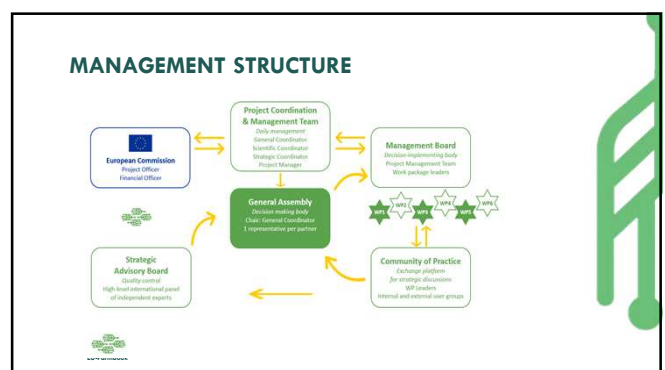 MANAGEMENT STRUCTURE
Project Coordination
& Management Team
Daily management
General Coordinator
Scientific Coordinator
Strategic Coordinator
Project Manager
European Commission
Project Officer
Financial Officer
Management Board
Decision-implementing body
Project Management Team
Work package leaders
General Assembly
Decision making body
Chair: General Coordinator
1 representative per partner
WP1 WP2 WP3 WP4 WP5 WP6
Strategic
Advisory Board
Quality control
High-level international panel
of independent experts
Community of Practice
Exchange platform
for strategic discussions
WP Leaders
Internal and external user groups